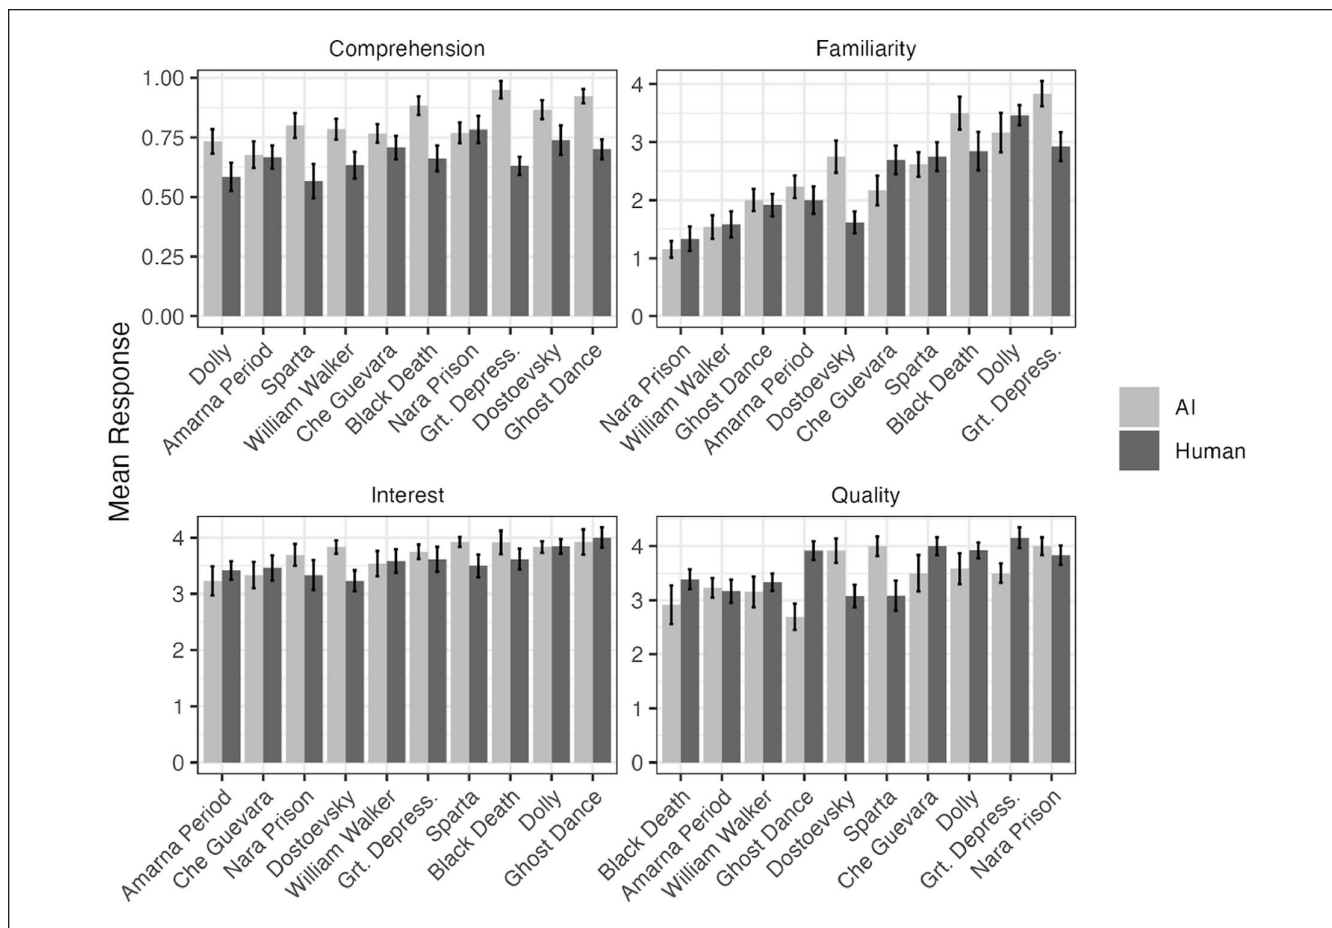 Comprehension
Familiarity
1.00
0.75
0.50
0.25
0.00
4
3
2
1
0
Dolly
Amarna Period
Sparta
William Walker
Che Guevara
Black Death
Nara Prison
Grt. Depress.
Dostoevsky
Ghost Dance
Nara Prison
William Walker
Ghost Dance
Amarna Period
Dostoevsky
Che Guevara
Sparta
Black Death
Dolly
Grt. Depress.
Mean Response
AI
Human
Interest
Quality
4
3
2
1
0
4
3
2
1
0
Amarna Period
Che Guevara
Nara Prison
Dostoevsky
William Walker
Grt. Depress.
Sparta
Black Death
Dolly
Ghost Dance
Black Death
Amarna Period
William Walker
Ghost Dance
Dostoevsky
Sparta
Che Guevara
Dolly
Grt. Depress.
Nara Prison